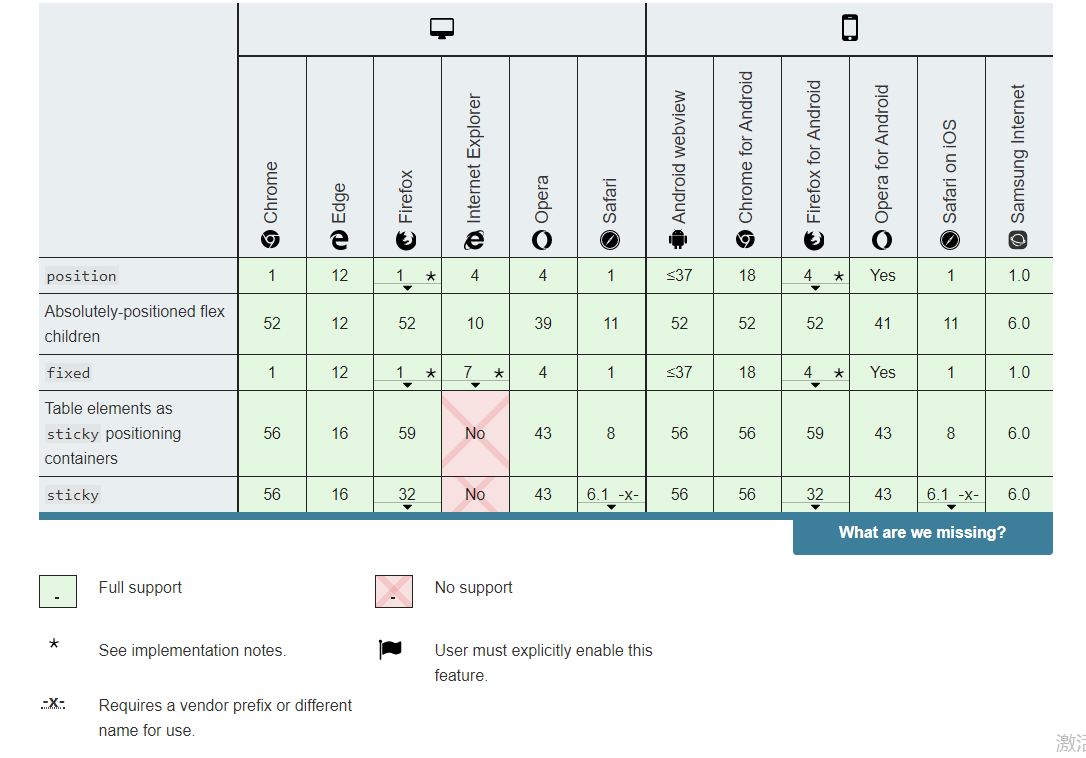 Chrome Edge Firefox Internet Explorer Opera Safari Android webview Chrome for Android Firefox for Android Opera for Android Safari on iOS Samsung Internet
position 1 12 1 * 4 4 1 ≤37 18 4 * Yes 1 1.0
Absolutely-positioned flex
children 52 12 52 10 39 11 52 52 52 41 11 6.0
fixed 1 12 1 * 7 * 4 1 ≤37 18 4 * Yes 1 1.0
Table elements as
sticky positioning 56 16 59 No 43 8 56 56 59 43 8 6.0
containers
sticky 56 16 32 No 43 6.1 -x- 56 56 32 43 6.1 -x- 6.0
What are we missing?
- Full support - No support
* See implementation notes. User must explicitly enable this
feature.
-x- Requires a vendor prefix or different
name for use.
激活